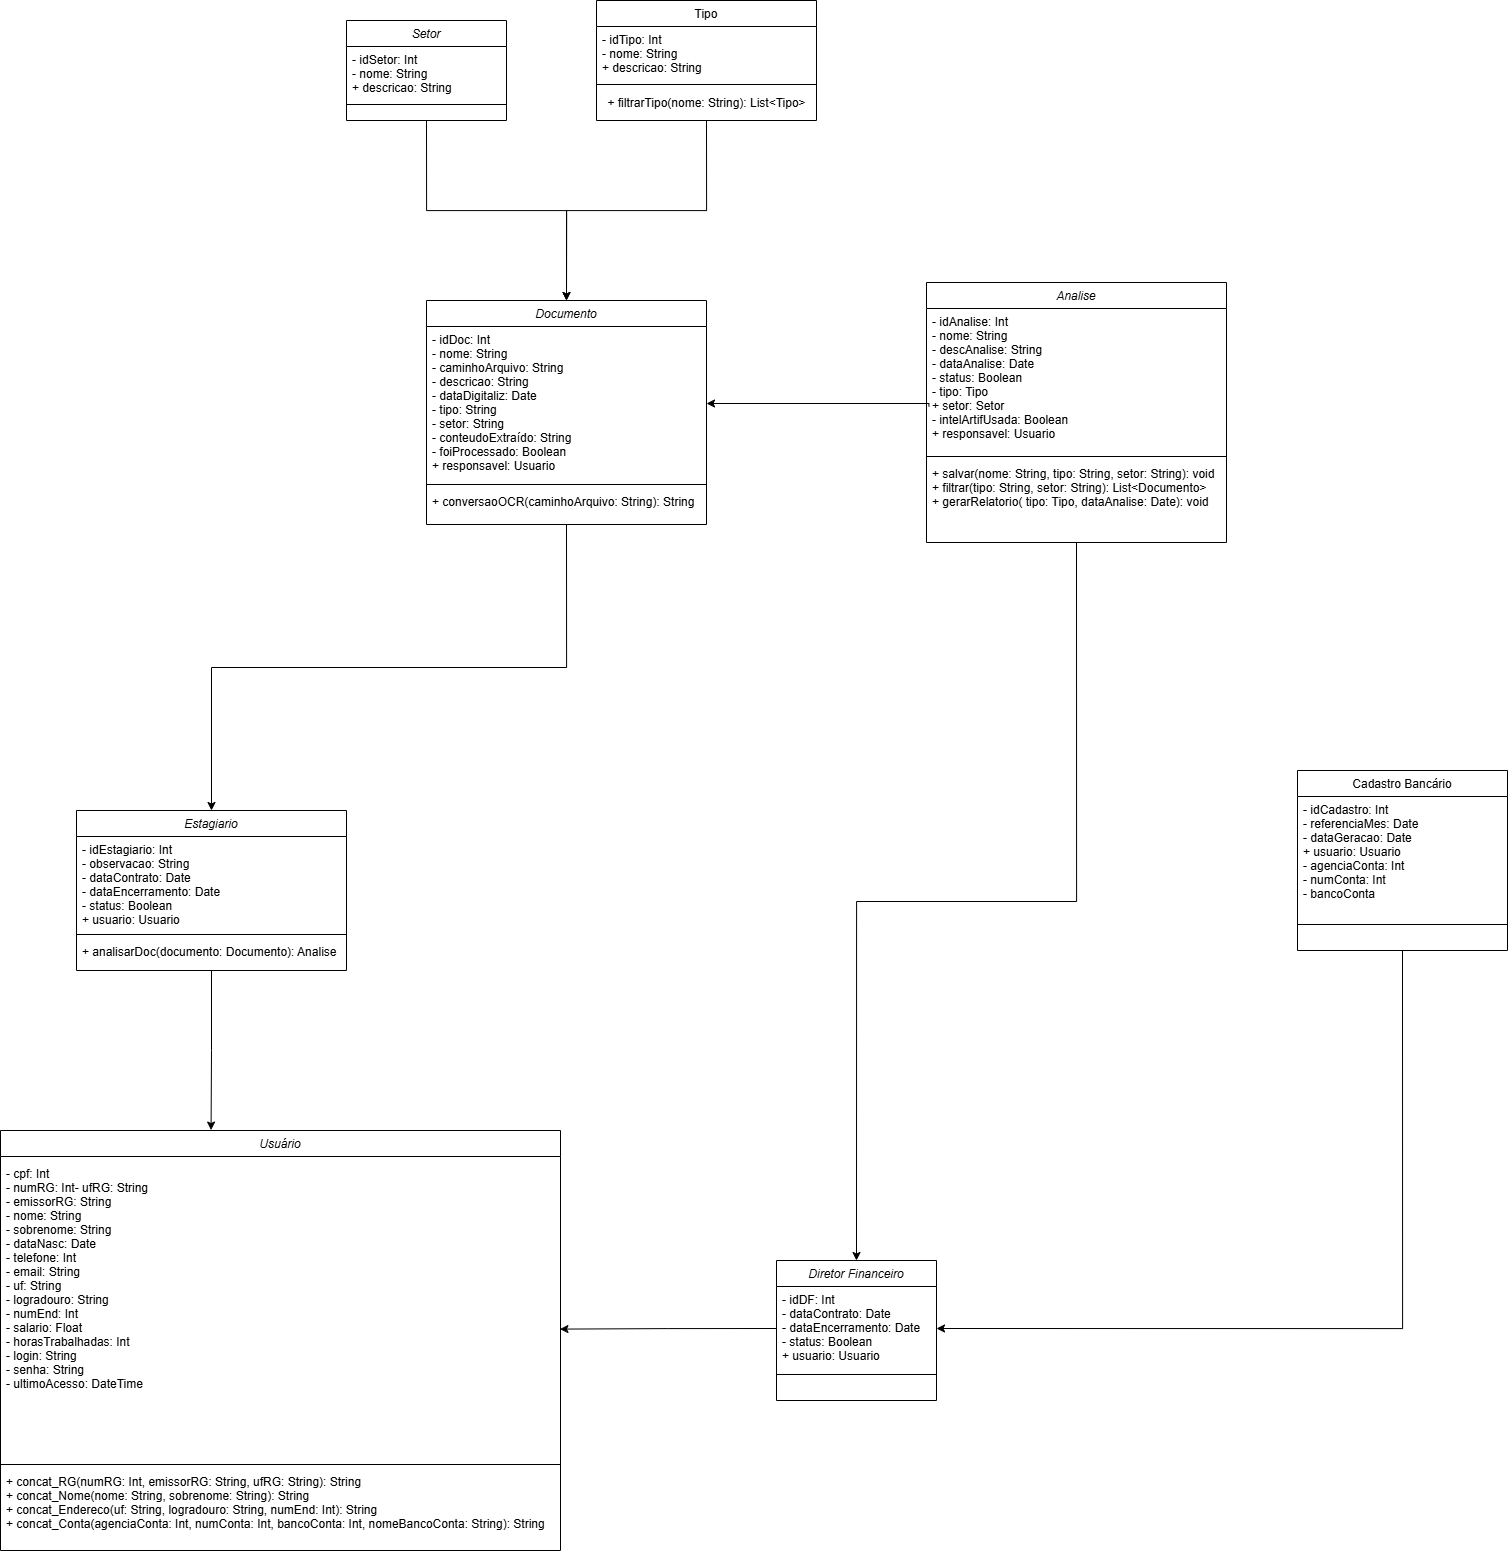 Setor
- idSetor: Int
- nome: String
+ descricao: String
Tipo
- idTipo: Int
- nome: String
+ descricao: String
+ filtrarTipo(nome: String): List<Tipo>
Documento
- idDoc: Int
- nome: String
- caminhoArquivo: String
- descricao: String
- dataDigitaliz: Date
- tipo: String
- setor: String
- conteudoExtraído: String
- foiProcessado: Boolean
+ responsavel: Usuario
+ conversaoOCR(caminhoArquivo: String): String
Analise
- idAnalise: Int
- nome: String
- descAnalise: String
- dataAnalise: Date
- status: Boolean
- tipo: Tipo
+ setor: Setor
- intelArtifUsada: Boolean
+ responsavel: Usuario
+ salvar(nome: String, tipo: String, setor: String): void
+ filtrar(tipo: String, setor: String): List<Documento>
+ gerarRelatorio( tipo: Tipo, dataAnalise: Date): void
Cadastro Bancário
- idCadastro: Int
- referenciaMes: Date
- dataGeracao: Date
+ usuario: Usuario
- agenciaConta: Int
- numConta: Int
- bancoConta
Estagiario
- idEstagiario: Int
- observacao: String
- dataContrato: Date
- dataEncerramento: Date
- status: Boolean
+ usuario: Usuario
+ analisarDoc(documento: Documento): Analise
Usuário
- cpf: Int
- numRG: Int- ufRG: String
- emissorRG: String
- nome: String
- sobrenome: String
- dataNasc: Date
- telefone: Int
- email: String
- uf: String
- logradouro: String
- numEnd: Int
- salario: Float
- horasTrabalhadas: Int
- login: String
- senha: String
- ultimoAcesso: DateTime
+ concat_RG(numRG: Int, emissorRG: String, ufRG: String): String
+ concat_Nome(nome: String, sobrenome: String): String
+ concat_Endereco(uf: String, logradouro: String, numEnd: Int): String
+ concat_Conta(agenciaConta: Int, numConta: Int, bancoConta: Int, nomeBancoConta: String): String
Diretor Financeiro
- idDF: Int
- dataContrato: Date
- dataEncerramento: Date
- status: Boolean
+ usuario: Usuario